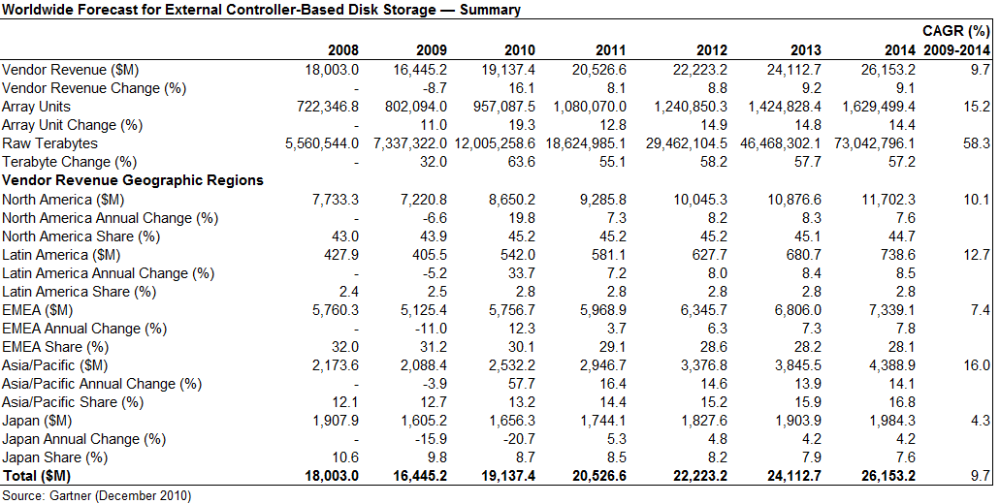 Worldwide Forecast for External Controller-Based Disk Storage — Summary
CAGR (%)
2008 2009 2010 2011 2012 2013 2014 2009-2014
Vendor Revenue ($M) 18,003.0 16,445.2 19,137.4 20,526.6 22,223.2 24,112.7 26,153.2 9.7
Vendor Revenue Change (%) - -8.7 16.1 8.1 8.8 9.2 9.1
Array Units 722,346.8 802,094.0 957,087.5 1,080,070.0 1,240,850.3 1,424,828.4 1,629,499.4 15.2
Array Unit Change (%) - 11.0 19.3 12.8 14.9 14.8 14.4
Raw Terabytes 5,560,544.0 7,337,322.0 12,005,258.6 18,624,985.1 29,462,104.5 46,468,302.1 73,042,796.1 58.3
Terabyte Change (%) - 32.0 63.6 55.1 58.2 57.7 57.2
Vendor Revenue Geographic Regions
North America ($M) 7,733.3 7,220.8 8,650.2 9,285.8 10,045.3 10,876.6 11,702.3 10.1
North America Annual Change (%) - -6.6 19.8 7.3 8.2 8.3 7.6
North America Share (%) 43.0 43.9 45.2 45.2 45.2 45.1 44.7
Latin America ($M) 427.9 405.5 542.0 581.1 627.7 680.7 738.6 12.7
Latin America Annual Change (%) - -5.2 33.7 7.2 8.0 8.4 8.5
Latin America Share (%) 2.4 2.5 2.8 2.8 2.8 2.8 2.8
EMEA ($M) 5,760.3 5,125.4 5,756.7 5,968.9 6,345.7 6,806.0 7,339.1 7.4
EMEA Annual Change (%) - -11.0 12.3 3.7 6.3 7.3 7.8
EMEA Share (%) 32.0 31.2 30.1 29.1 28.6 28.2 28.1
Asia/Pacific ($M) 2,173.6 2,088.4 2,532.2 2,946.7 3,376.8 3,845.5 4,388.9 16.0
Asia/Pacific Annual Change (%) - -3.9 57.7 16.4 14.6 13.9 14.1
Asia/Pacific Share (%) 12.1 12.7 13.2 14.4 15.2 15.9 16.8
Japan ($M) 1,907.9 1,605.2 1,656.3 1,744.1 1,827.6 1,903.9 1,984.3 4.3
Japan Annual Change (%) - -15.9 -20.7 5.3 4.8 4.2 4.2
Japan Share (%) 10.6 9.8 8.7 8.5 8.2 7.9 7.6
Total ($M) 18,003.0 16,445.2 19,137.4 20,526.6 22,223.2 24,112.7 26,153.2 9.7
Source: Gartner (December 2010)